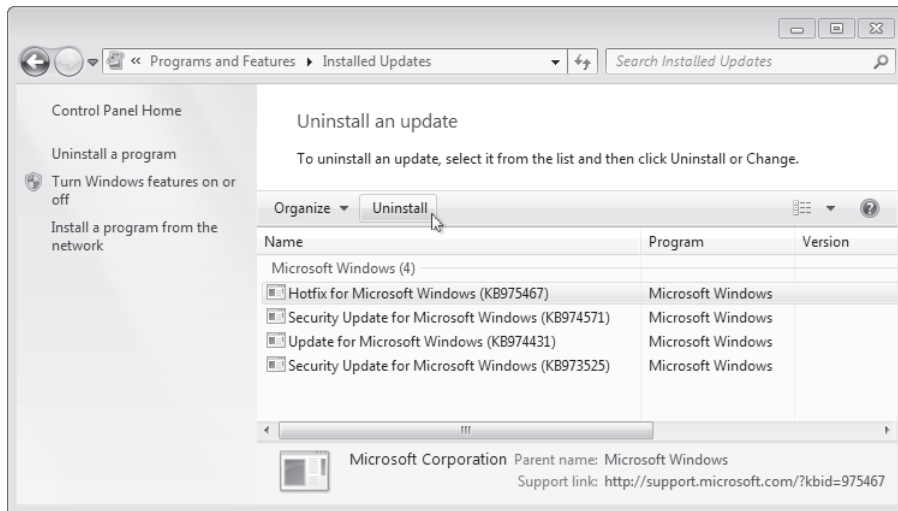 « Programs and Features ▸ Installed Updates
Search Installed Updates
Control Panel Home
Uninstall a program
Turn Windows features on or
off
Install a program from the
network
Uninstall an update
To uninstall an update, select it from the list and then click Uninstall or Change.
Organize Uninstall
Name Program Version
Microsoft Windows (4)
Hotfix for Microsoft Windows (KB975467) Microsoft Windows
Security Update for Microsoft Windows (KB974571) Microsoft Windows
Update for Microsoft Windows (KB974431) Microsoft Windows
Security Update for Microsoft Windows (KB973525) Microsoft Windows
Microsoft Corporation Parent name: Microsoft Windows
Support link: http://support.microsoft.com/?kbid=975467